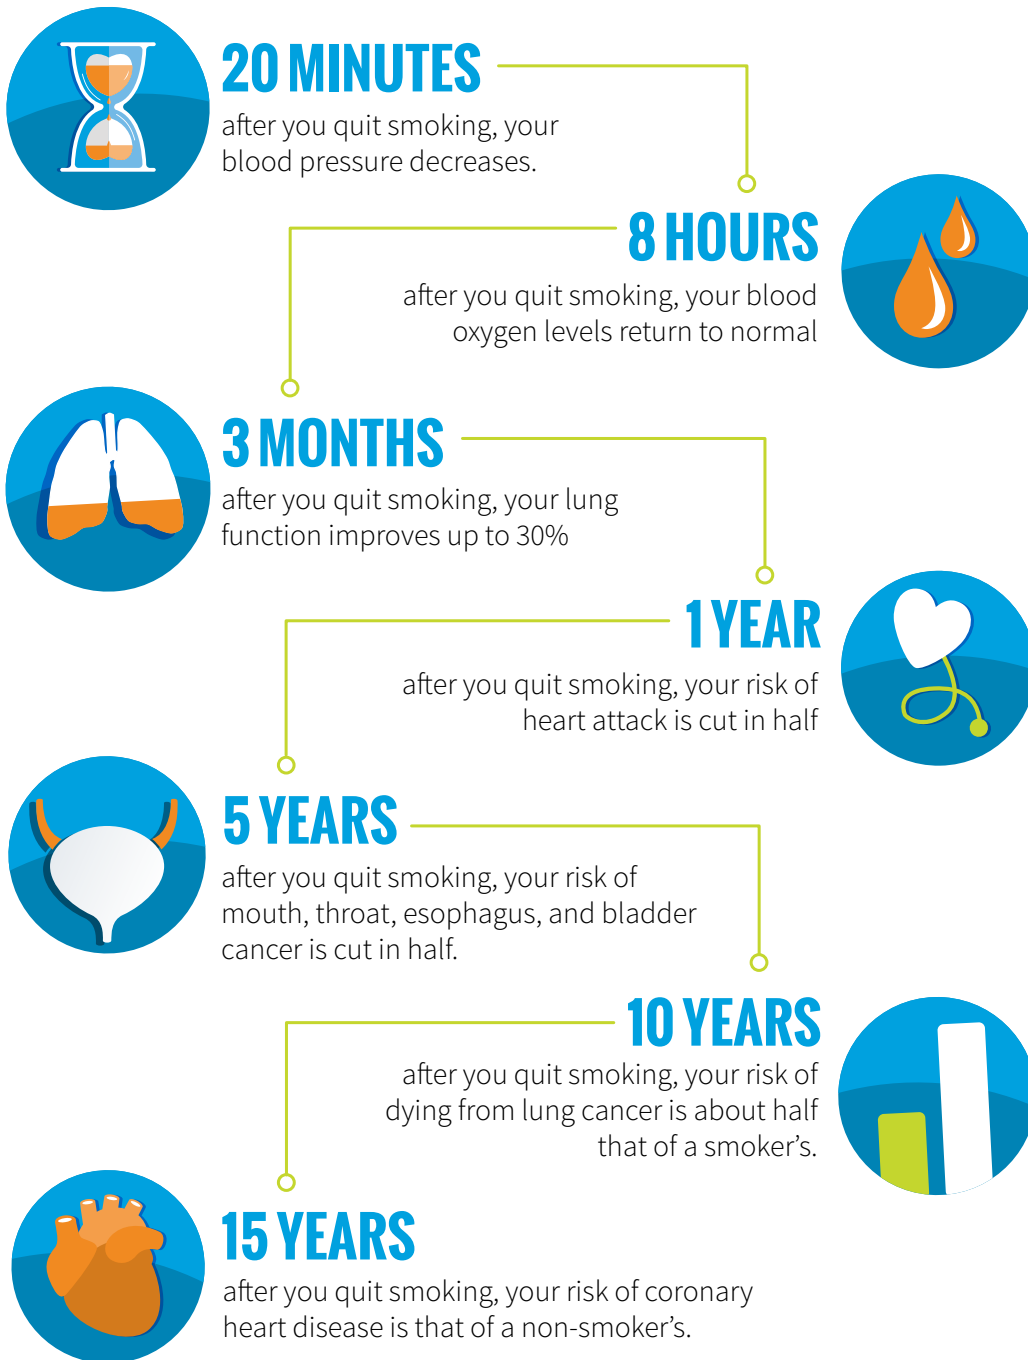 20 MINUTES
after you quit smoking, your
blood pressure decreases.
8 HOURS
after you quit smoking, your blood
oxygen levels return to normal
3 MONTHS
after you quit smoking, your lung
function improves up to 30%
1 YEAR
after you quit smoking, your risk of
heart attack is cut in half
5 YEARS
after you quit smoking, your risk of
mouth, throat, esophagus, and bladder
cancer is cut in half.
10 YEARS
after you quit smoking, your risk of
dying from lung cancer is about half
that of a smoker’s.
15 YEARS
after you quit smoking, your risk of coronary
heart disease is that of a non-smoker’s.